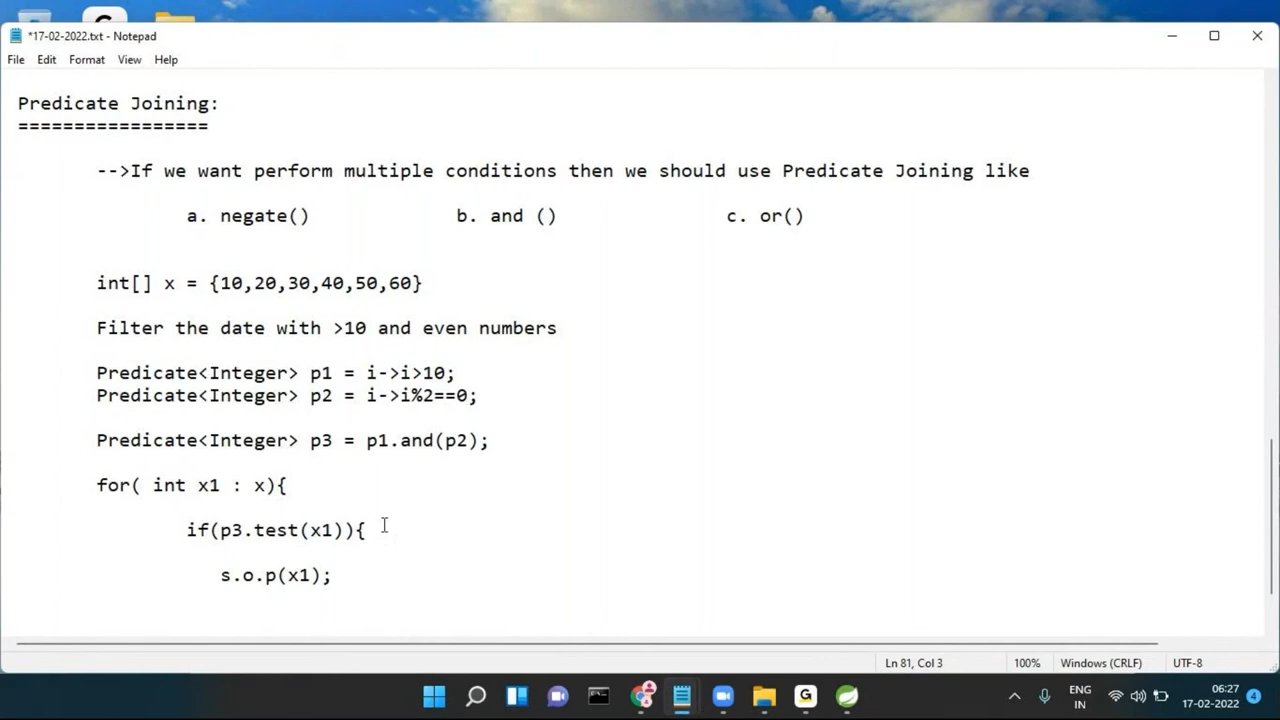 *17-02-2022.txt - Notepad
File Edit Format View Help
Predicate Joining:
=================
-->If we want perform multiple conditions then we should use Predicate Joining like
a. negate() b. and () c. or()
int[] x = {10,20,30,40,50,60}
Filter the date with >10 and even numbers
Predicate<Integer> p1 = i->i>10;
Predicate<Integer> p2 = i->i%2==0;
Predicate<Integer> p3 = p1.and(p2);
for( int x1 : x){
if(p3.test(x1)){
s.o.p(x1);
Ln 81, Col 3 100% Windows (CRLF) UTF-8
G
ENG
IN
06:27
17-02-2022
4